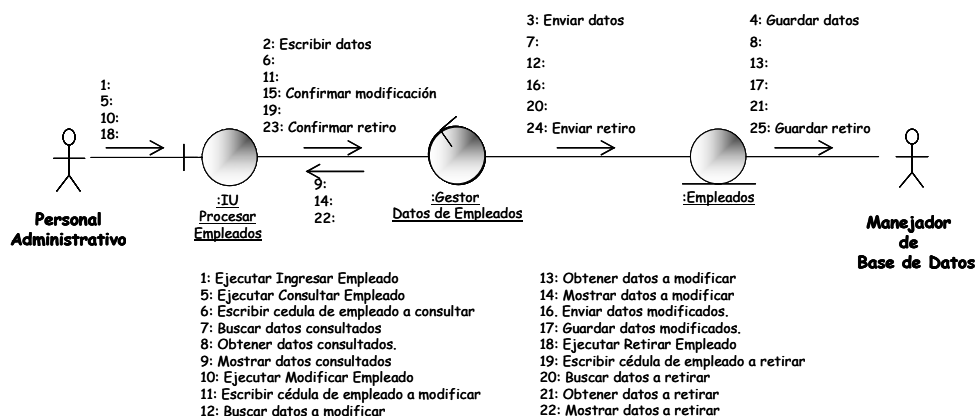 3: Enviar datos
7:
12:
16:
20:
24: Enviar retiro
4: Guardar datos
8:
13:
17:
21:
25: Guardar retiro
2: Escribir datos
6:
11:
15: Confirmar modificación
19:
23: Confirmar retiro
1:
5:
10:
18:
9:
14:
22:
Personal
Administrativo
:IU
Procesar
Empleados
:Gestor
Datos de Empleados
:Empleados
Manejador
de
Base de Datos
1: Ejecutar Ingresar Empleado
5: Ejecutar Consultar Empleado
6: Escribir cedula de empleado a consultar
7: Buscar datos consultados
8: Obtener datos consultados.
9: Mostrar datos consultados
10: Ejecutar Modificar Empleado
11: Escribir cédula de empleado a modificar
12: Buscar datos a modificar
13: Obtener datos a modificar
14: Mostrar datos a modificar
16. Enviar datos modificados.
17: Guardar datos modificados.
18: Ejecutar Retirar Empleado
19: Escribir cédula de empleado a retirar
20: Buscar datos a retirar
21: Obtener datos a retirar
22: Mostrar datos a retirar